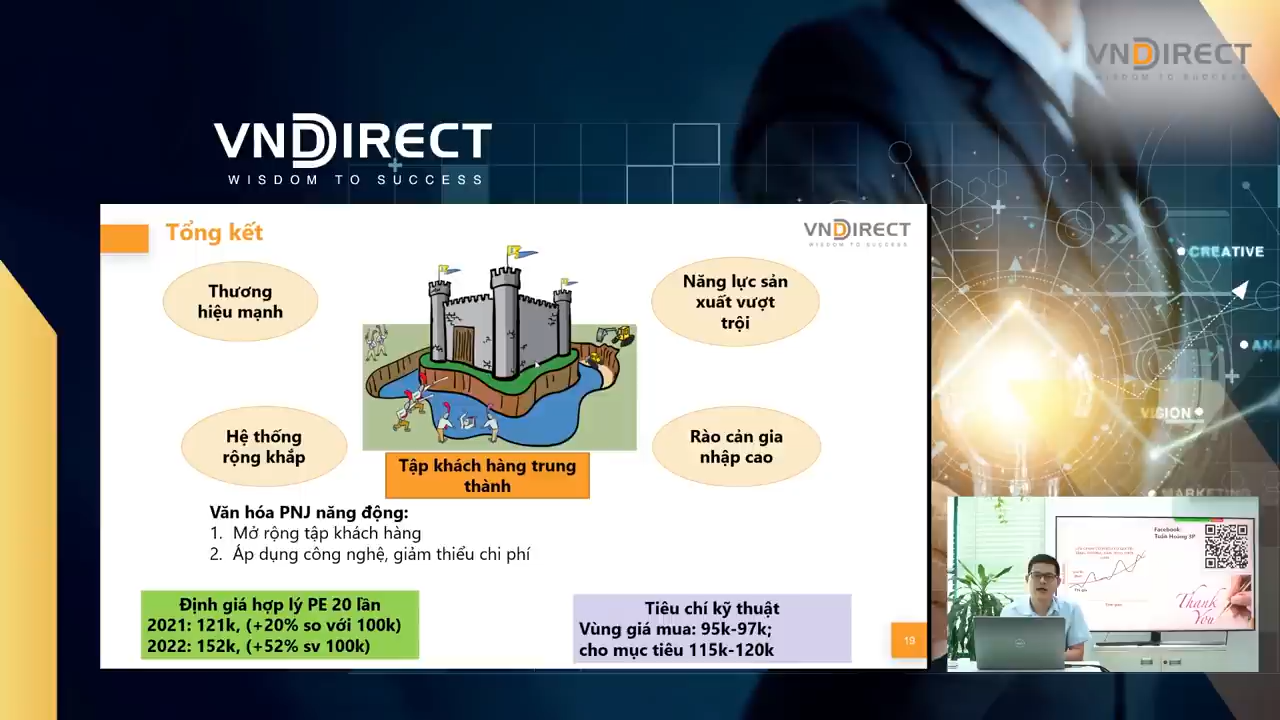 VNDIRECT
WISDOM TO SUCCESS
VNDIRECT
WISDOM TO SUCCESS
Tổng kết
VNDIRECT
WISDOM TO SUCCESS
Thương
hiệu mạnh
Năng lực sản
xuất vượt
trội
Hệ thống
rộng khắp
Rào cản gia
nhập cao
Tập khách hàng trung
thành
Văn hóa PNJ năng động:
1. Mở rộng tập khách hàng
2. Áp dụng công nghệ, giảm thiểu chi phí
Định giá hợp lý PE 20 lần
2021: 121k, (+20% so với 100k)
2022: 152k, (+52% sv 100k)
Tiêu chí kỹ thuật
Vùng giá mua: 95k-97k;
cho mục tiêu 115k-120k
19
CREATIVE
VISION
MARKETING
Facebook:
Tuấn Hoàng SP
Thank
You